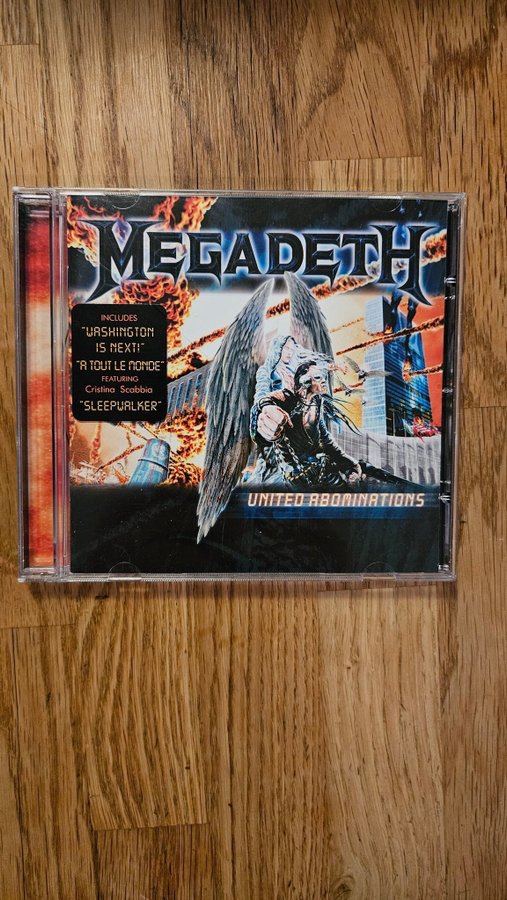 MEGADETH
INCLUDES
"WASHINGTON
IS NEXT!"
"A TOUT LE MONDE"
FEATURING
Cristina Scabbia
"SLEEPWALKER"
UNITED ABOMINATIONS